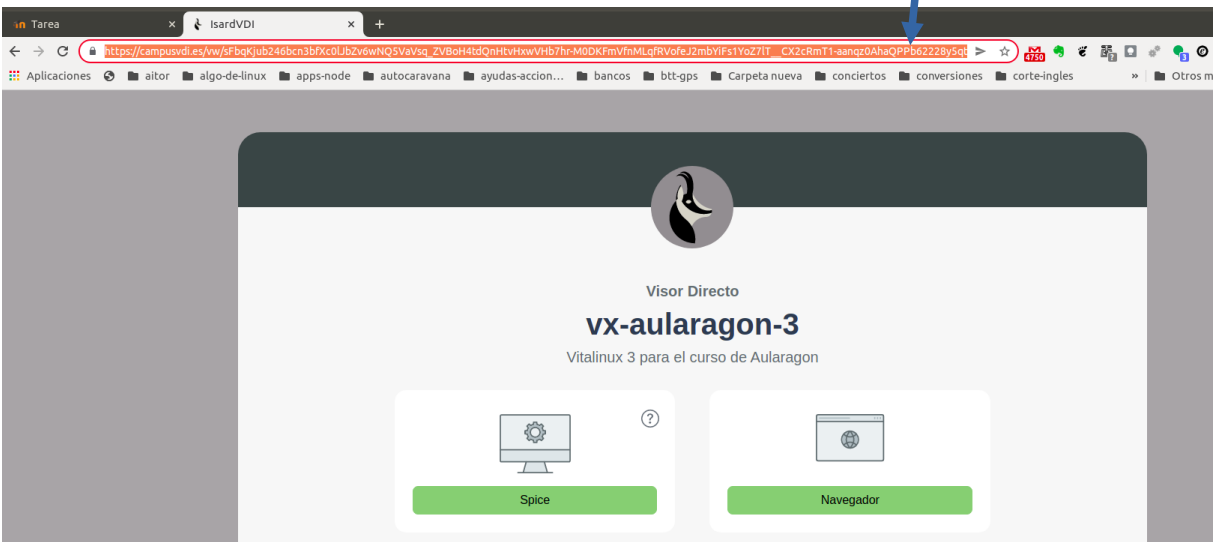 Tarea × IsardVDI × +
https://campusvdi.es/vw/sFbqKjub246bcn3bfXc0lJbZv6wNQ5VaVsq_ZVBoH4tdQnHtvHxwVHb7hr-M0DKFmVfnMLqfRVofeJ2mbYiFs1YoZ7lT__CX2cRmT1-aanqz0AhaQPPb62228y5qt
4750 ? 3
Aplicaciones aitor algo-de-linux apps-node autocaravana ayudas-accion... bancos btt-gps Carpeta nueva conciertos conversiones corte-ingles » Otros m
Visor Directo
vx-aularagon-3
Vitalinux 3 para el curso de Aularagon
?
Spice Navegador